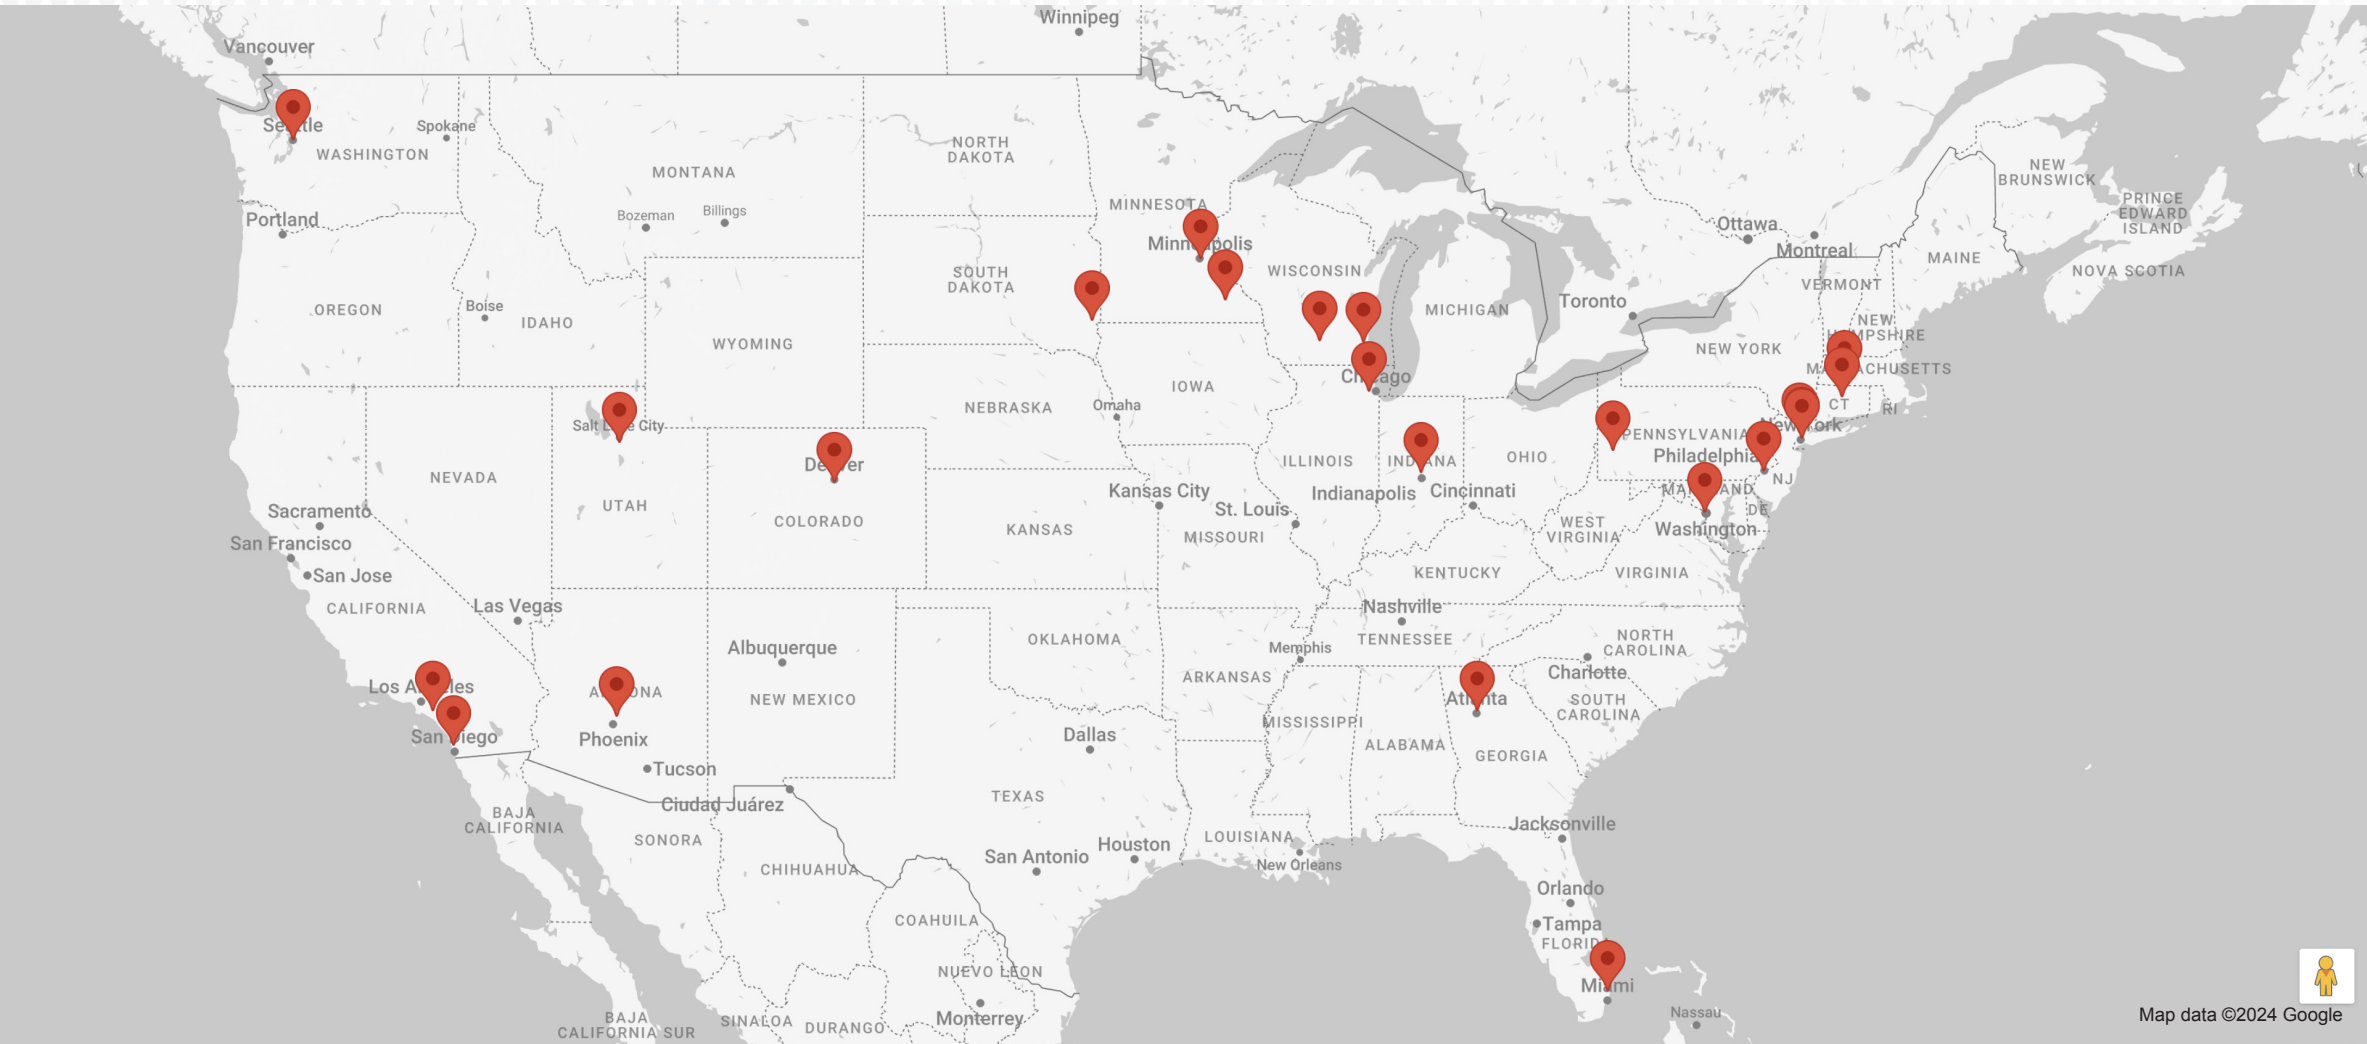 Winnipeg
Vancouver
Spokane
WASHINGTON
NORTH
DAKOTA
MONTANA
NEW
BRUNSWICK
PRINCE
EDWARD
ISLAND
MINNESOTA
Bozeman
Billings
Portland
Ottawa
Montreal
MAINE
NOVA SCOTIA
SOUTH
DAKOTA
WISCONSIN
VERMONT
OREGON
Boise
IDAHO
MICHIGAN
Toronto
NEW
WYOMING
NEW YORK
IOWA
NEBRASKA
Omaha
CT
RI
PENNSYLVANIA
Philadelphia
ILLINOIS
OHIO
NEVADA
NJ
Kansas City
Indianapolis
Cincinnati
UTAH
St. Louis
DE
Sacramento
COLORADO
KANSAS
MISSOURI
WEST
VIRGINIA
Washington
San Francisco
San Jose
KENTUCKY
VIRGINIA
CALIFORNIA
Las Vegas
Nashville
OKLAHOMA
TENNESSEE
NORTH
CAROLINA
Albuquerque
Memphis
ARKANSAS
Charlotte
NEW MEXICO
SOUTH
CAROLINA
MISSISSIPPI
Phoenix
Dallas
ALABAMA
GEORGIA
Tucson
TEXAS
Ciudad Juárez
BAJA
CALIFORNIA
SONORA
LOUISIANA
Jacksonville
Houston
San Antonio
New Orleans
CHIHUAHUA
Orlando
COAHUILA
Tampa
NUEVO LEON
Monterrey
SINALOA
DURANGO
BAJA
CALIFORNIA SUR
Nassau
Map data ©2024 Google